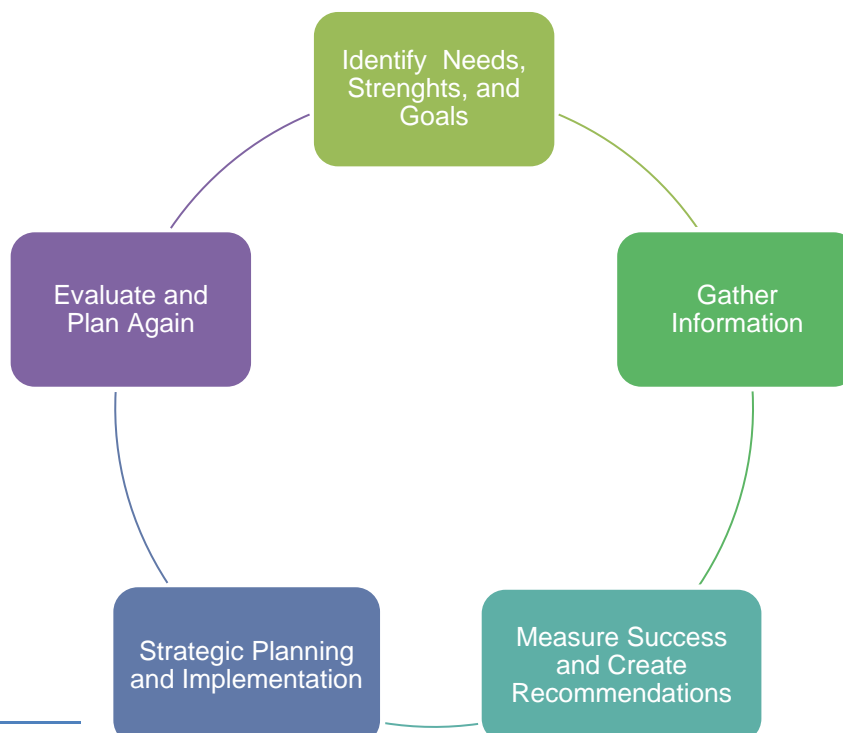 Identify  Needs,
Strenghts, and
Goals
Gather
Information
Measure Success
and Create
Recommendations
Strategic Planning
and Implementation
Evaluate and
Plan Again